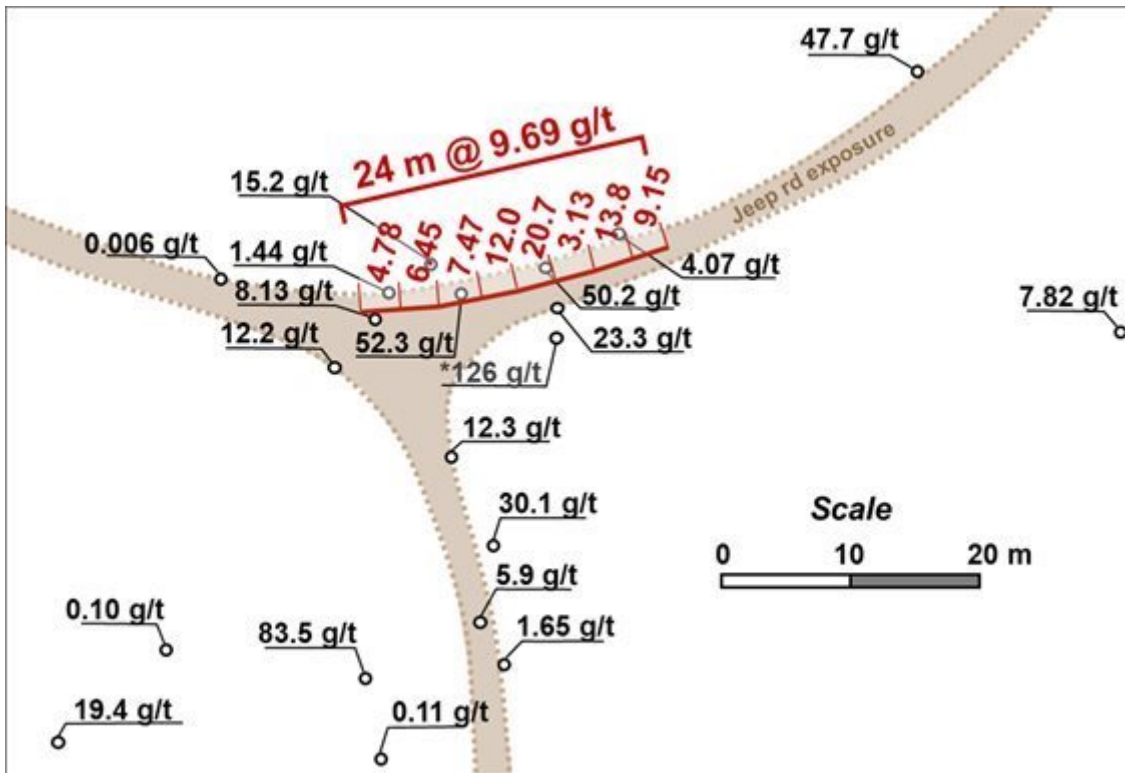 47.7 g/t
Jeep rd exposure
24 m @ 9.69 g/t
15.2 g/t
4.78
6.45
7.47
12.0
20.7
3.13
13.8
9.15
0.006 g/t
1.44 g/t
4.07 g/t
8.13 g/t
50.2 g/t
7.82 g/t
12.2 g/t
52.3 g/t
23.3 g/t
*126 g/t
12.3 g/t
30.1 g/t
Scale
0 10 20 m
5.9 g/t
0.10 g/t
83.5 g/t
1.65 g/t
19.4 g/t
0.11 g/t